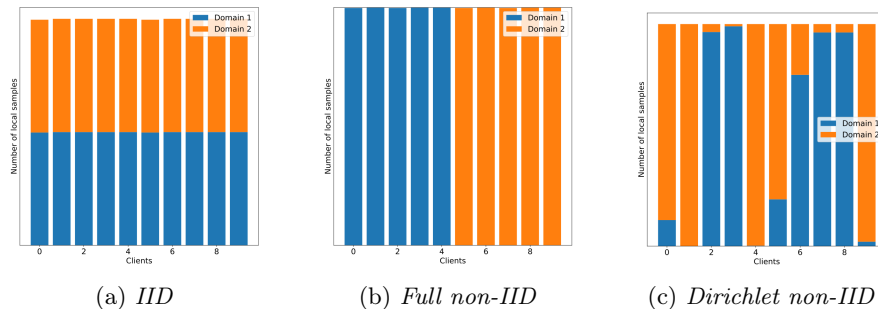 Number of local samples
Domain 1
Domain 2
0 2 4 6 8
Clients
(a) IID
Number of local samples
Domain 1
Domain 2
0 2 4 6 8
Clients
(b) Full non-IID
Number of local samples
Domain 1
Domain 2
0 2 4 6 8
Clients
(c) Dirichlet non-IID